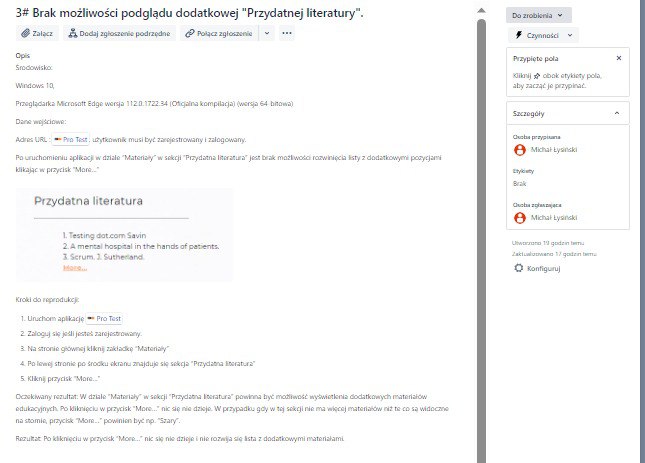 3# Brak możliwości podglądu dodatkowej "Przydatnej literatury".
Załącz
Dodaj zgłoszenie podrzędne
Połącz zgłoszenie
Opis
Środowisko:
Windows 10,
Przeglądarka Microsoft Edge wersja 112.0.1722.34 (Oficjalna kompilacja) (wersja 64-bitowa)
Dane wejściowe:
Adres URL: Pro Test ; użytkownik musi być zarejestrowany i zalogowany.
Po uruchomieniu aplikacji w dziale "Materiały" w sekcji "Przydatna literatura" jest brak możliwości rozwinięcia listy z dodatkowymi pozycjami
klikając w przycisk "More..."
Przydatna literatura
1. Testing dot.com Savin
2. A mental hospital in the hands of patients.
3. Scrum. J. Sutherland.
More...
Kroki do reprodukcji:
1. Uruchom aplikację Pro Test
2. Zaloguj się jeśli jesteś zarejestrowany.
3. Na stronie głównej kliknij zakładkę "Materiały"
4. Po lewej stronie po środku ekranu znajduje się sekcja "Przydatna literatura"
5. Kliknij przycisk "More..."
Oczekiwany rezultat: W dziale "Materiały" w sekcji "Przydatna literatura" powinna być możliwość wyświetlenia dodatkowych materiałów
edukacyjnych. Po kliknięciu w przycisk "More..." nic się nie dzieje. W przypadku gdy w tej sekcji nie ma więcej materiałów niż te co są widoczne
na stornie, przycisk "More..." powinien być np. "Szary".
Rezultat: Po kliknięciu w przycisk "More..." nic się nie dzieje i nie rozwija się lista z dodatkowymi materiałami.
Do zrobienia
Czynności
Przypięte pola
Kliknij obok etykiety pola,
aby zacząć je przypinać.
Szczegóły
Osoba przypisana
Michał Łysiński
Etykiety
Brak
Osoba zgłaszająca
Michał Łysiński
Utworzono 19 godzin temu
Zaktualizowano 17 godzin temu
Konfiguruj